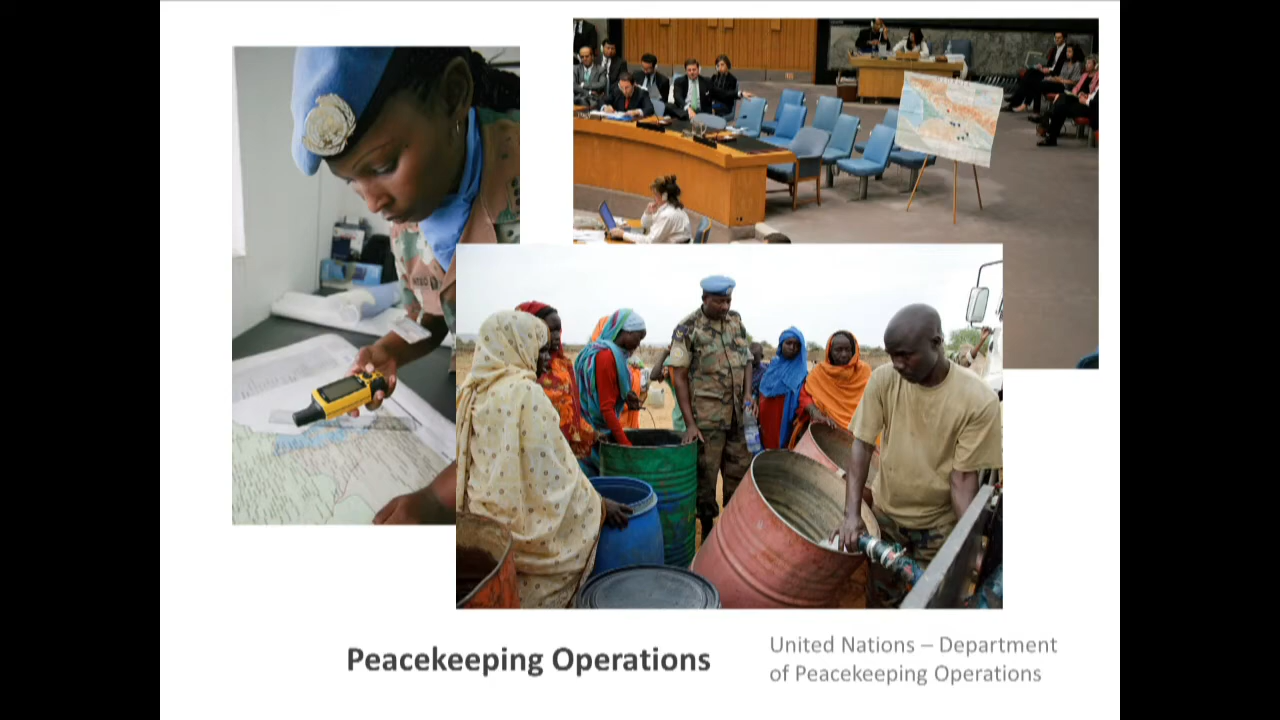 Peacekeeping Operations
United Nations – Department
of Peacekeeping Operations